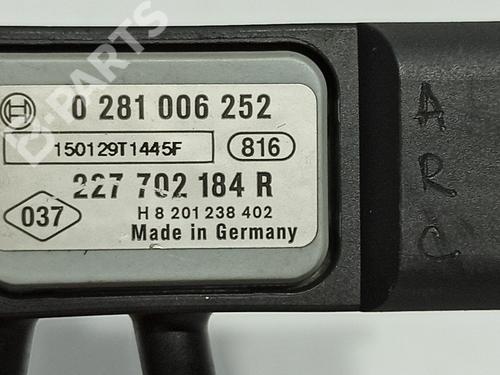 0 281 006 252
150129T1445F 816
227 702 184 R
037 H 8 201 238 402
Made in Germany
A
R
C
B-PARTS